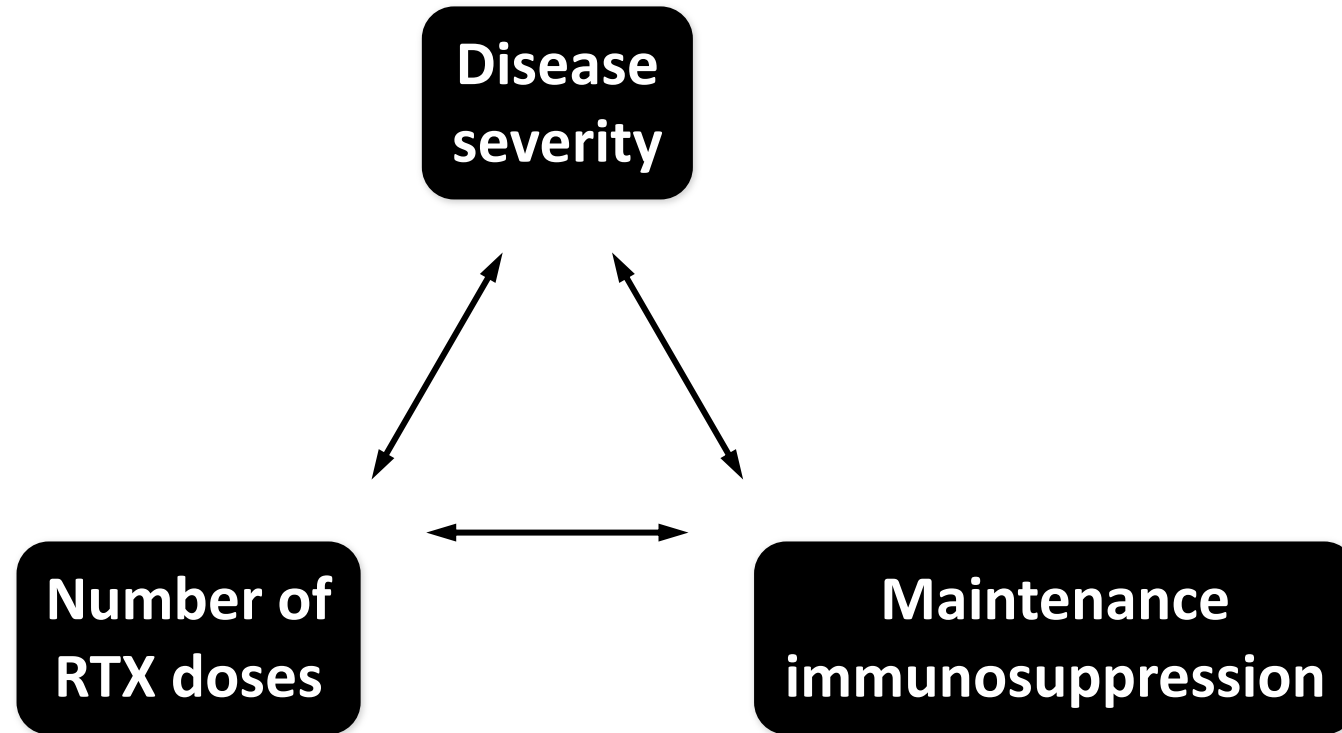 Disease
severity
Number of
RTX doses
Maintenance
immunosuppression